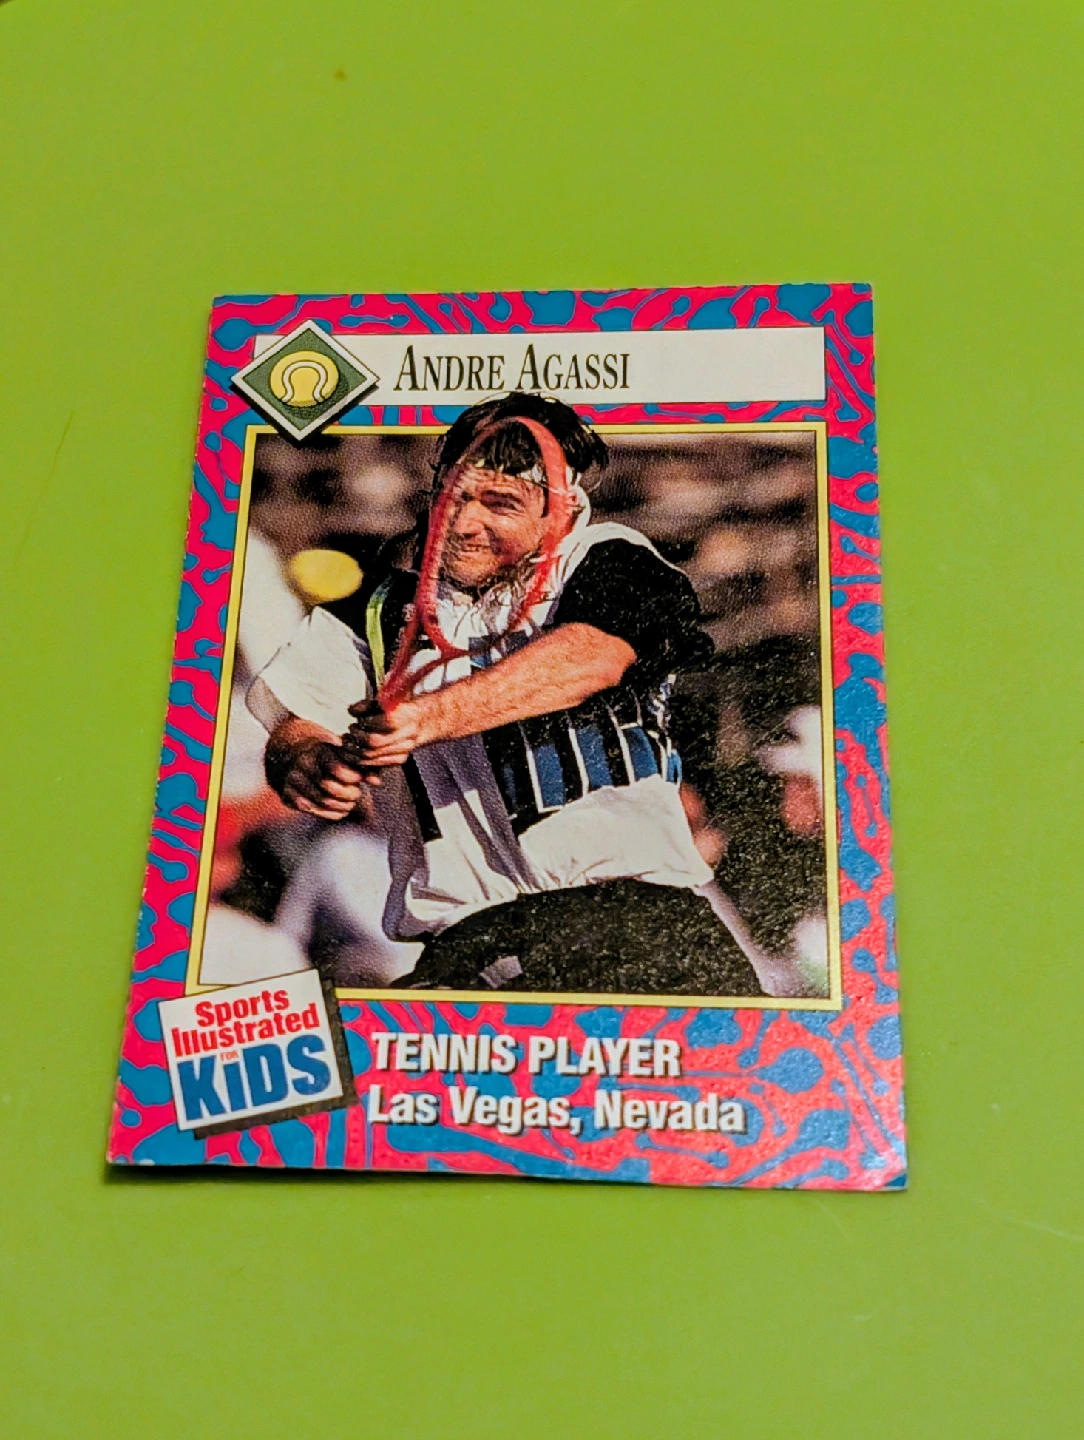 ANDRE AGASSI
Sports
Illustrated
FOR
KiDS
TENNIS PLAYER
Las Vegas, Nevada